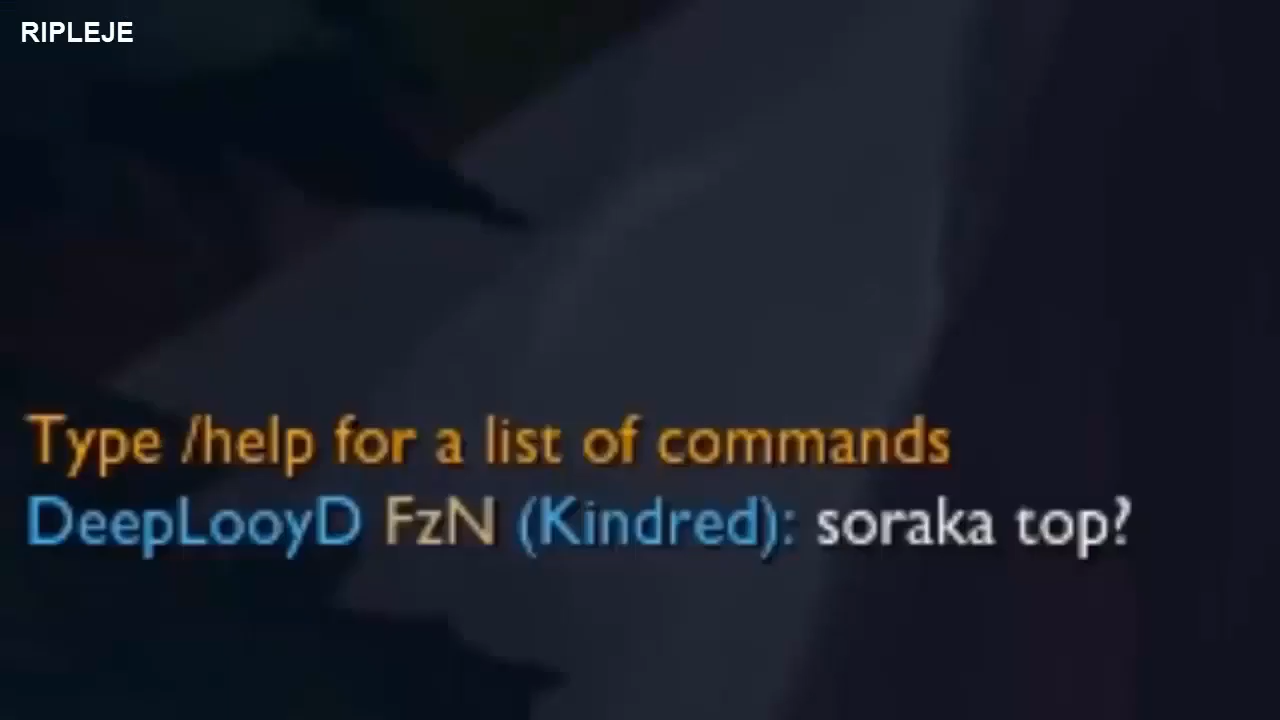 RIPLEJE
Type /help for a list of commands
DeepLooyD FzN (Kindred): soraka top?